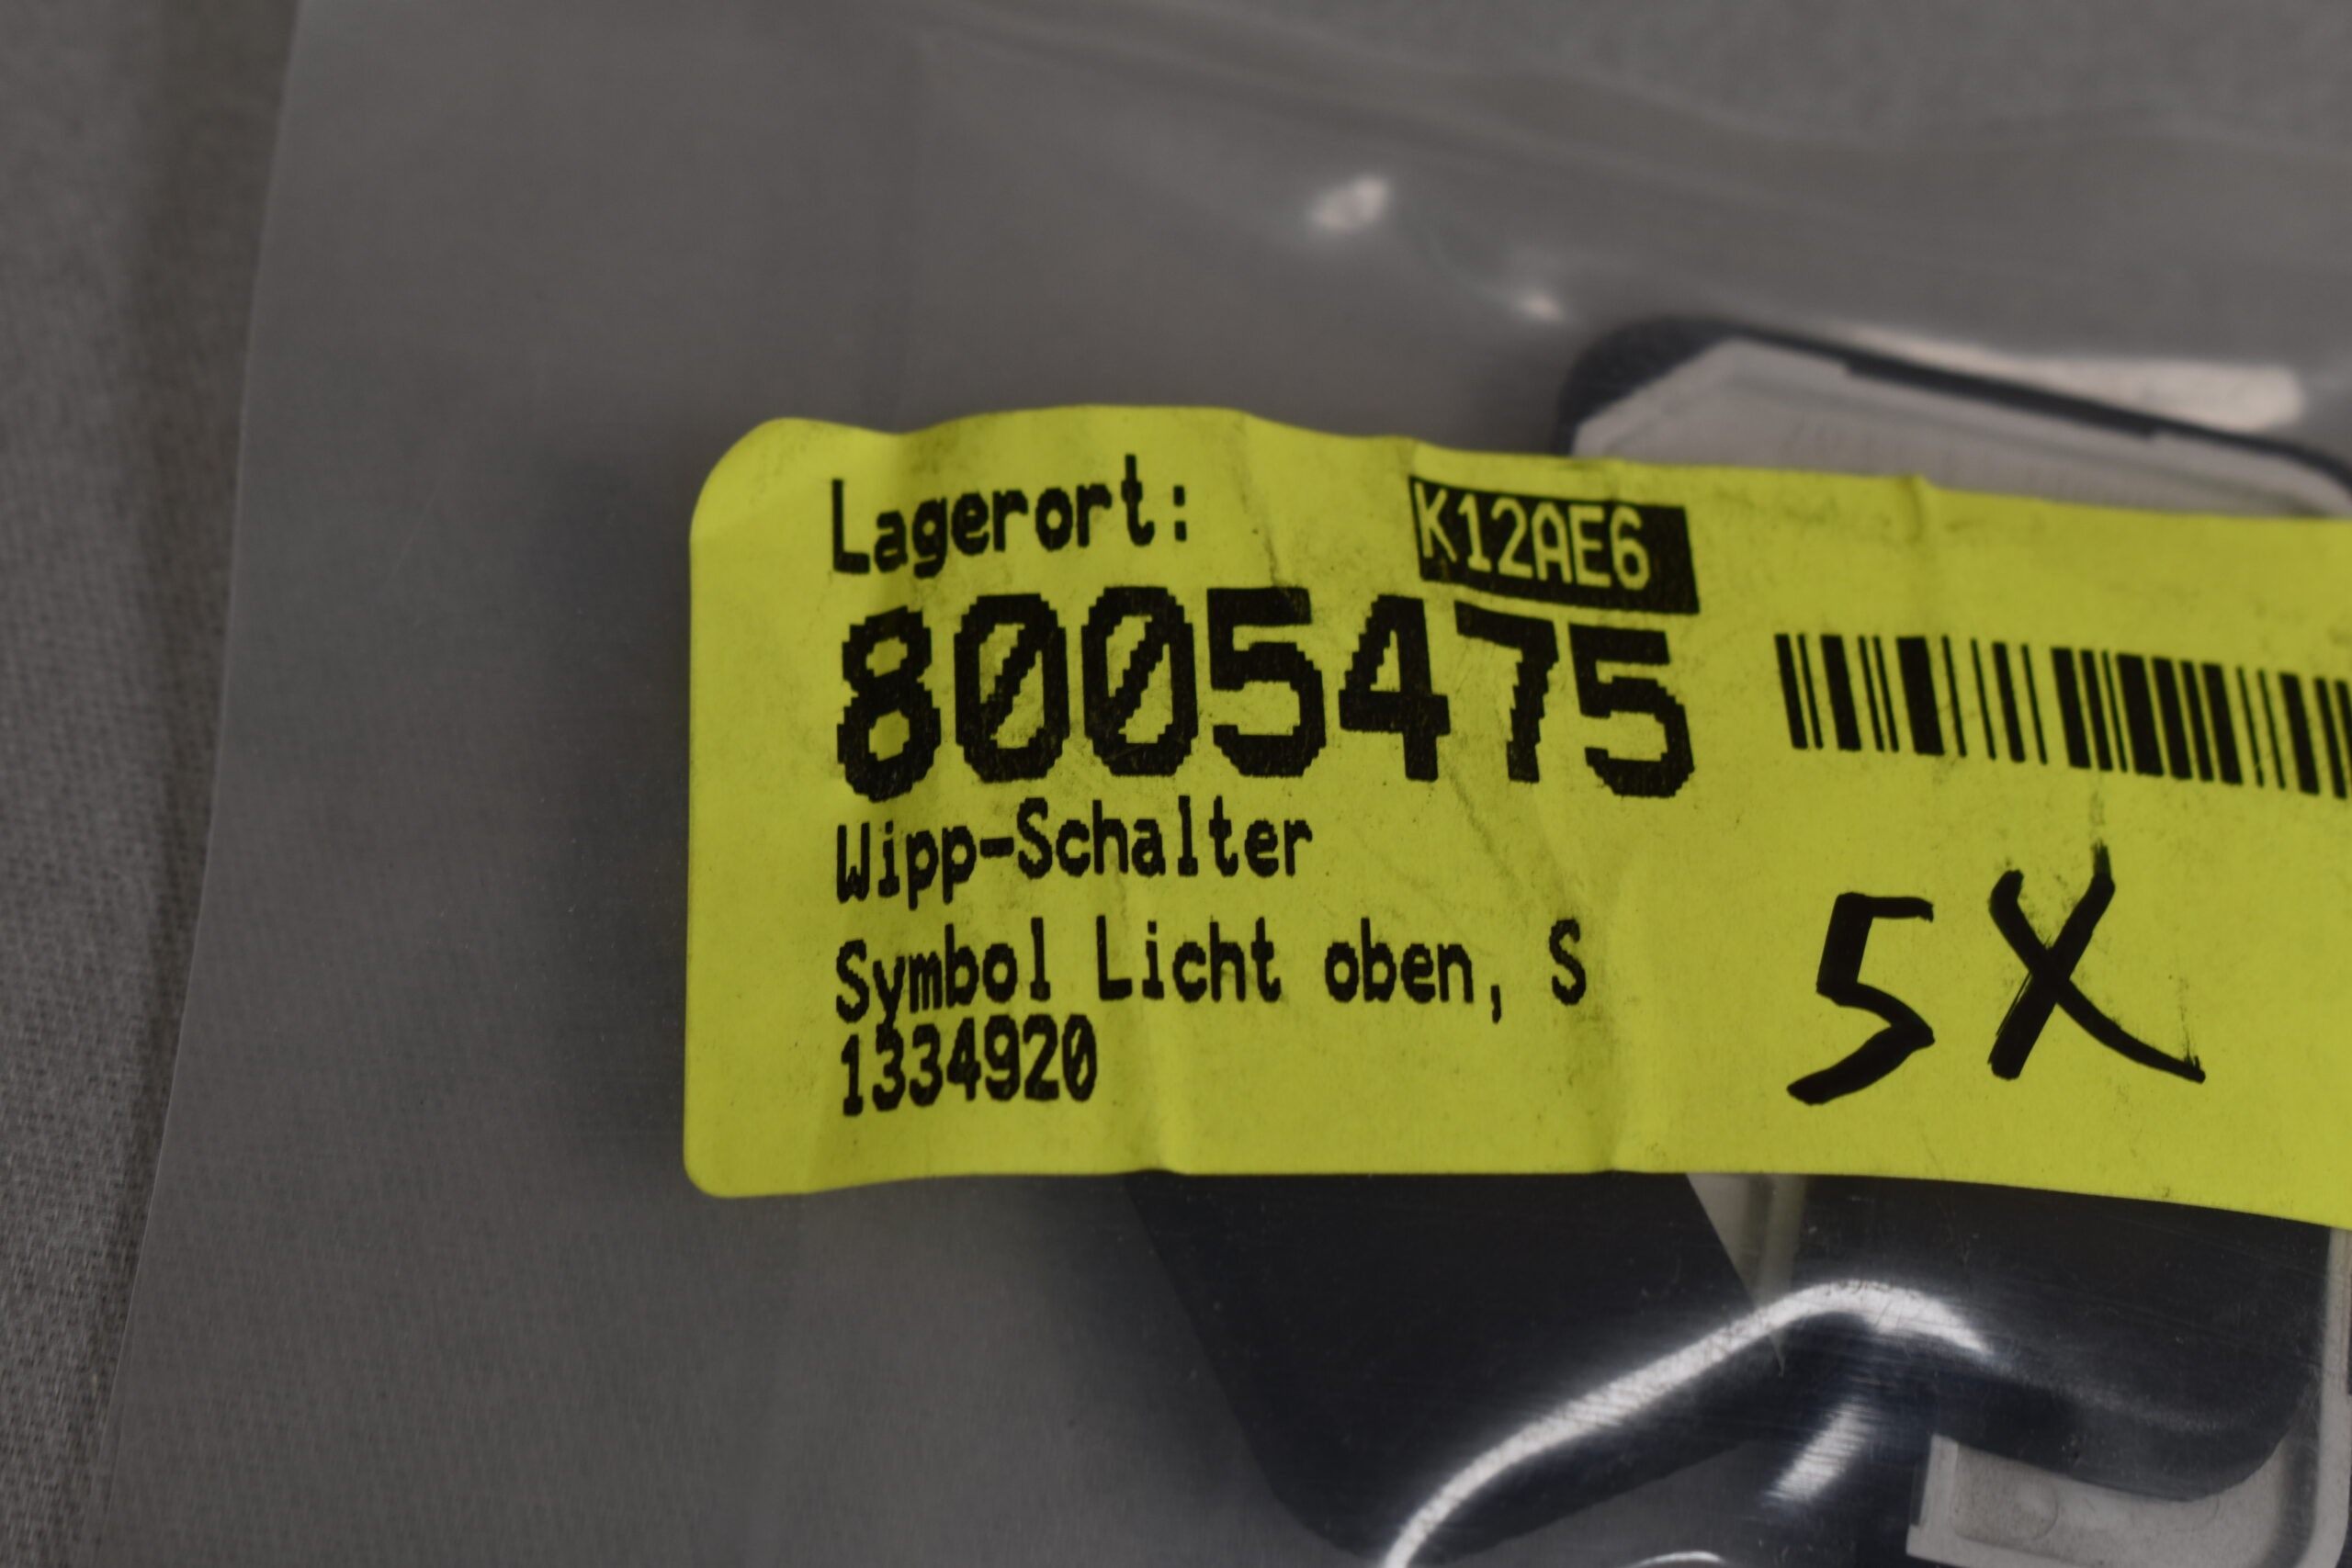 Lagerort: K12AE6
8005475
Wipp-Schalter
Symbol Licht oben, S
1334920
5X